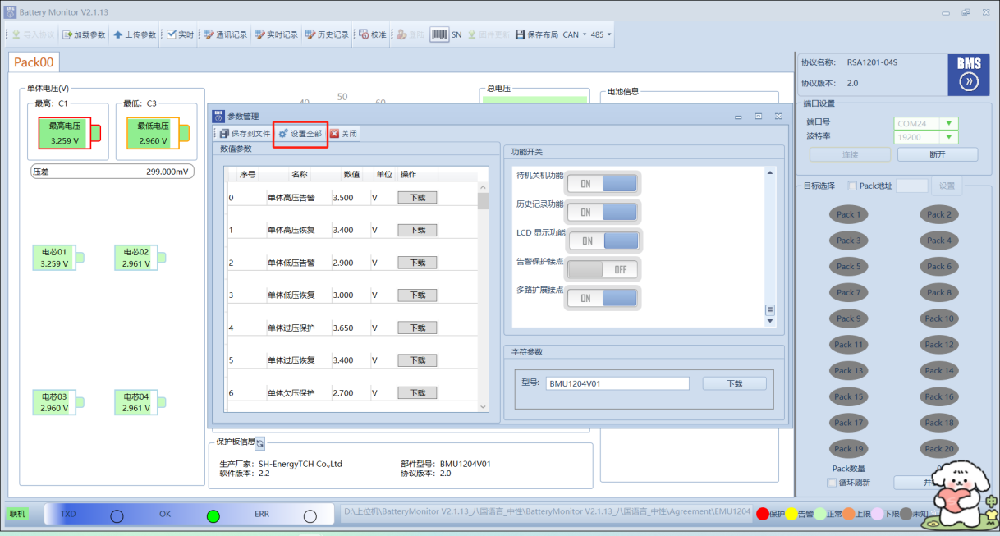 Battery Monitor V2.1.13
导入协议 加载参数 上传参数 实时 通讯记录 实时记录 历史记录 校准 SN 固件更新 保存布局 CAN 485
Pack00
单体电压(V)
最高: C1
最高电压
3.259 V
最低: C3
最低电压
2.960 V
压差 299.000mV
电芯01
3.259 V
电芯02
2.961 V
电芯03
2.960 V
电芯04
2.961 V
40 50 60
总电压
电池信息
参数管理
保存到文件 设置全部 关闭
数值参数
序号 名称 数值 单位 操作
0 单体高压告警 3.500 V 下载
1 单体高压恢复 3.400 V 下载
2 单体低压告警 2.900 V 下载
3 单体低压恢复 3.000 V 下载
4 单体过压保护 3.650 V 下载
5 单体过压恢复 3.400 V 下载
6 单体欠压保护 2.700 V 下载
功能开关
待机关机功能 ON
历史记录功能 ON
LCD 显示功能 ON
告警保护接点 OFF
多路扩展接点 ON
字符参数
型号: BMU1204V01 下载
保护板信息
生产厂家: SH-EnergyTCH Co.,Ltd 部件型号: BMU1204V01
软件版本: 2.2 协议版本: 2.0
协议名称: RSA1201-04S
协议版本: 2.0
BMS
端口设置
端口号 COM24
波特率 19200
连接 断开
目标选择 Pack地址 设置
Pack 1 Pack 2
Pack 3 Pack 4
Pack 5 Pack 6
Pack 7 Pack 8
Pack 9 Pack 10
Pack 11 Pack 12
Pack 13 Pack 14
Pack 15 Pack 16
Pack 17 Pack 18
Pack 19 Pack 20
Pack数量
循环刷新
联机 TXD OK ERR D:\上位机\BatteryMonitor V2.1.13_八国语言_中性\BatteryMonitor V2.1.13_八国语言_中性\Agreement\EMU1204 保护 告警 正常 上限 下限 未知
中